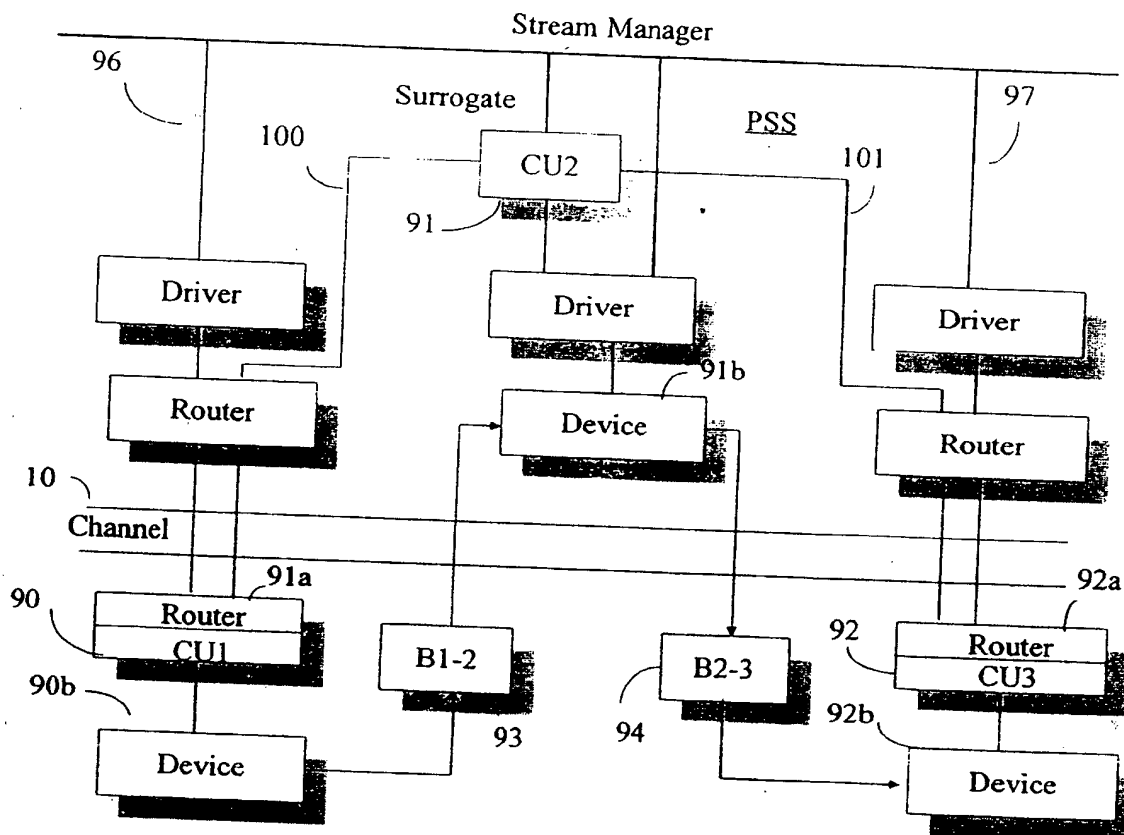 Stream Manager
96
Surrogate
PSS
97
100
101
CU2
91
Driver
Driver
Driver
91b
Router
Device
Router
10
Channel
91a
92a
90
Router
CU1
B1-2
B2-3
92
Router
CU3
90b
93
94
92b
Device
Device